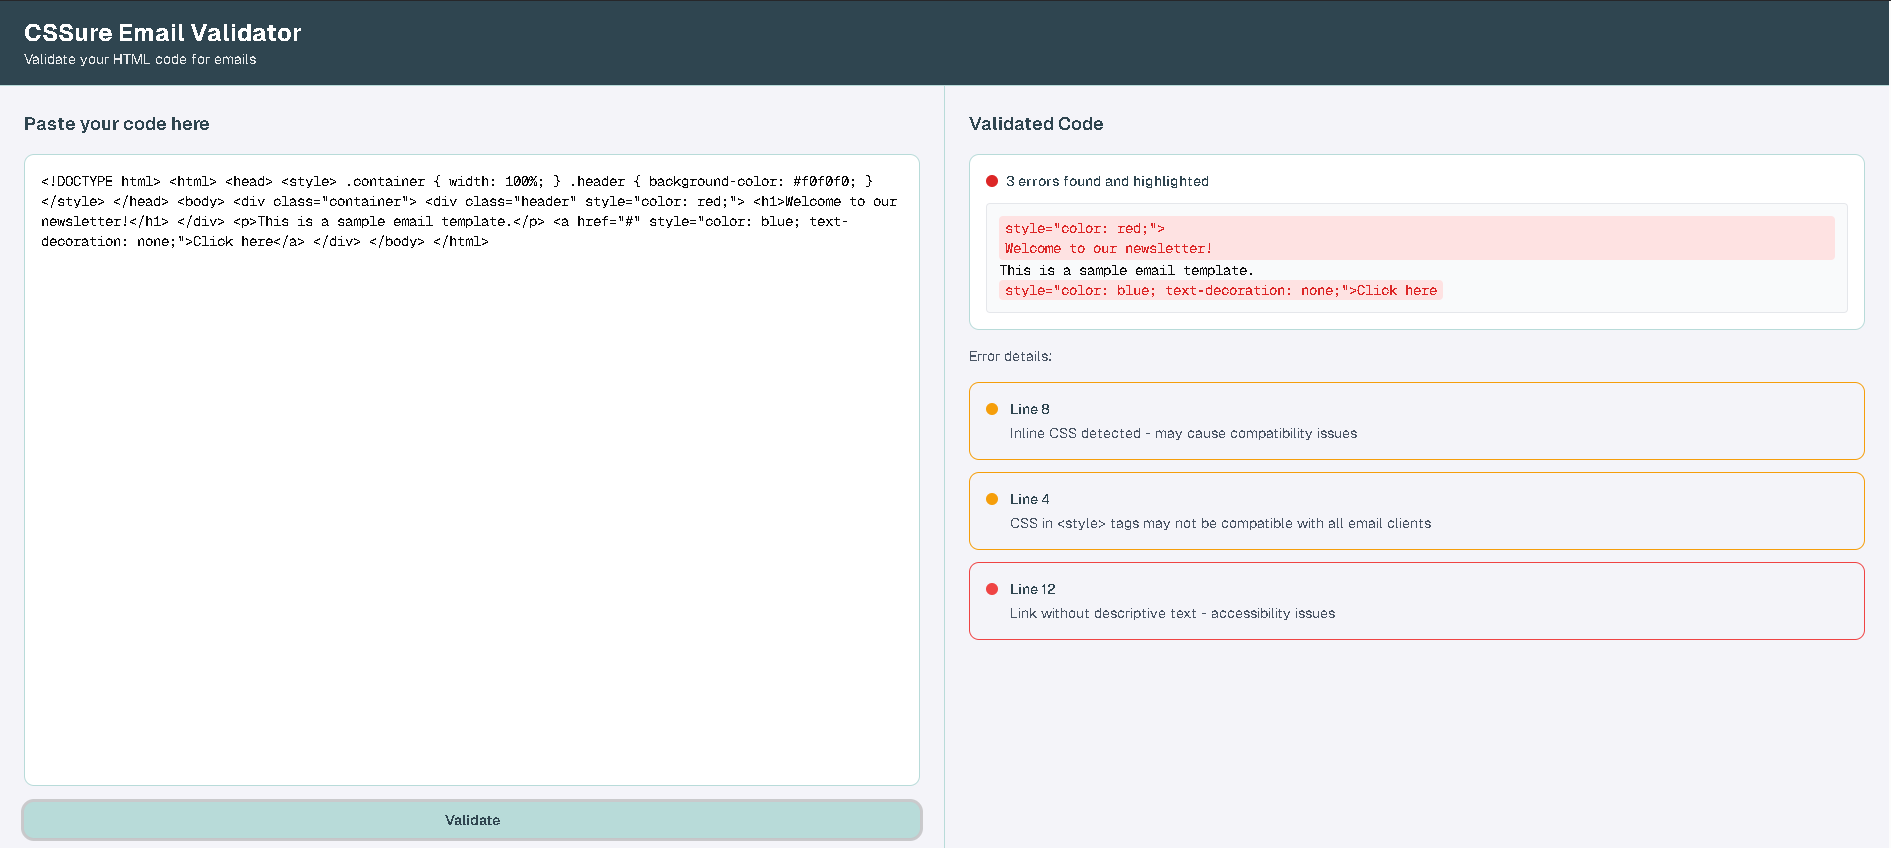 CSSure Email Validator
Validate your HTML code for emails
Paste your code here
<!DOCTYPE html> <html> <head> <style> .container { width: 100%; } .header { background-color: #f0f0f0; }
</style> </head> <body> <div class="container"> <div class="header" style="color: red;"> <h1>Welcome to our
newsletter!</h1> </div> <p>This is a sample email template.</p> <a href="#" style="color: blue; text-
decoration: none;">Click here</a> </div> </body> </html>
Validate
Validated Code
3 errors found and highlighted
style="color: red;">
Welcome to our newsletter!
This is a sample email template.
style="color: blue; text-decoration: none;">Click here
Error details:
Line 8
Inline CSS detected - may cause compatibility issues
Line 4
CSS in <style> tags may not be compatible with all email clients
Line 12
Link without descriptive text - accessibility issues